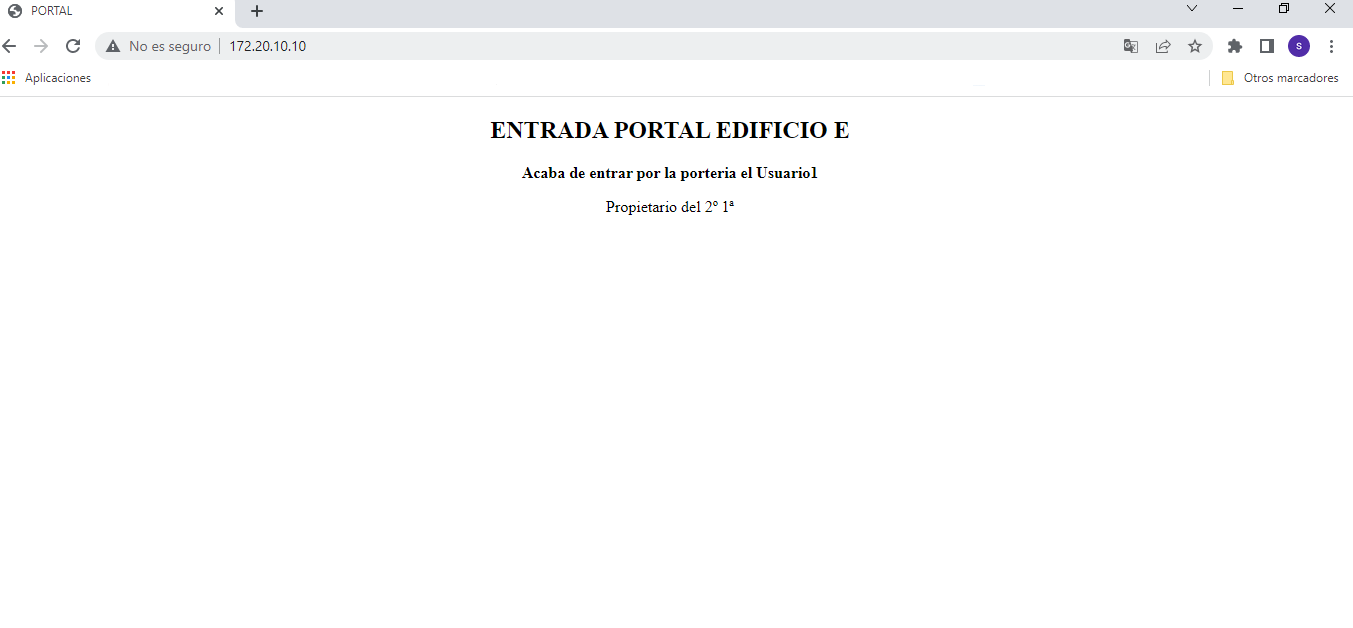 PORTAL
No es seguro
172.20.10.10
S
Aplicaciones
Otros marcadores
ENTRADA PORTAL EDIFICIO E
Acaba de entrar por la porteria el Usuario1
Propietario del 2º 1ª